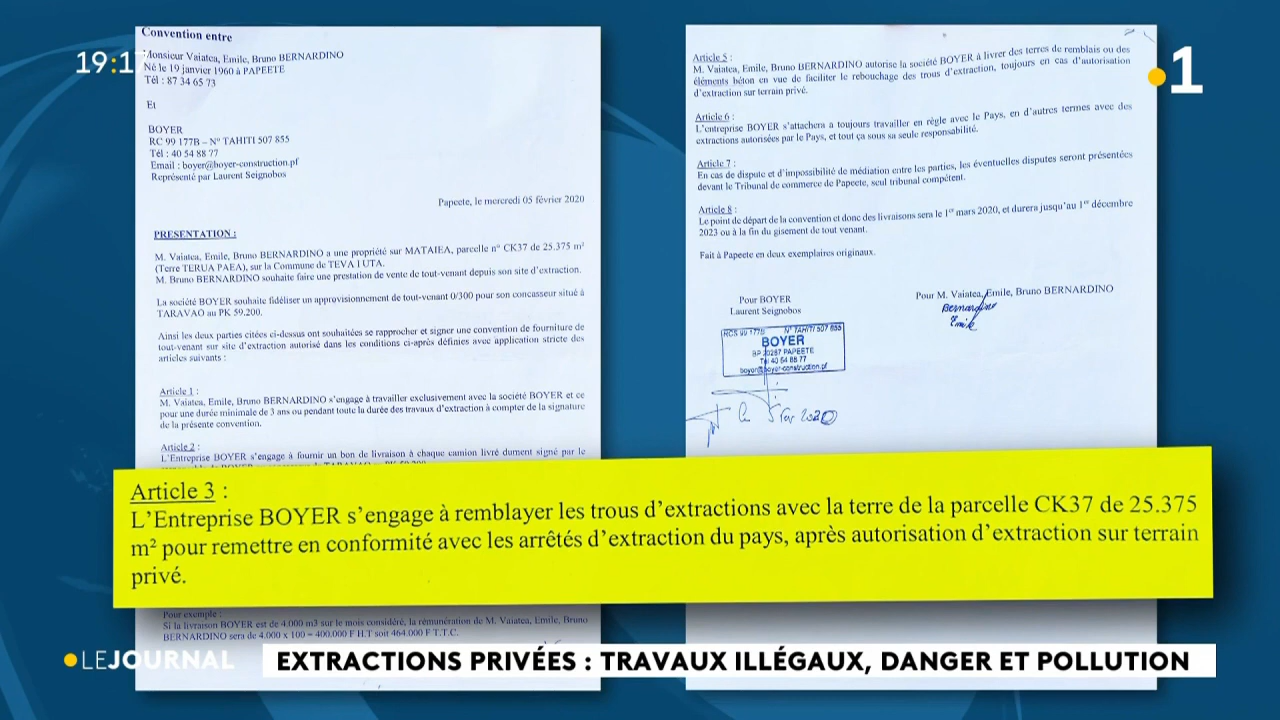 19:17
1
Convention entre
Monsieur Vaiatea, Emile, Bruno BERNARDINO
Né le 19 janvier 1960 à PAPEETE
Tél : 87 34 65 73
Et
BOYER
RC 99 177B – N° TAHITI 507 855
Tél : 40 54 88 77
Email : boyer@boyer-construction.pf
Représenté par Laurent Seignobos
Papeete, le mercredi 05 février 2020
PRESENTATION :
M. Vaiatea, Emile, Bruno BERNARDINO a une propriété sur MATAIEA, parcelle n° CK37 de 25.375 m²
(Terre TERUA PAEA), sur la Commune de TEVA I UTA.
M. Bruno BERNARDINO souhaite faire une prestation de vente de tout-venant depuis son site d'extraction.
La société BOYER souhaite fidéliser un approvisionnement de tout-venant 0/300 pour son concasseur situé à
TARAVAO au PK 59.200.
Ainsi les deux parties citées ci-dessus ont souhaitées se rapprocher et signer une convention de fourniture de
tout-venant sur site d'extraction autorisé dans les conditions ci-après définies avec application stricte des
articles suivants :
Article 1 :
M. Vaiatea, Emile, Bruno BERNARDINO s'engage à travailler exclusivement avec la société BOYER et ce
pour une durée minimale de 3 ans ou pendant toute la durée des travaux d'extraction à compter de la signature
de la présente convention.
Article 2 :
L'Entreprise BOYER s'engage à fournir un bon de livraison à chaque camion livré dument signé par le
Article 3 :
L'Entreprise BOYER s'engage à remblayer les trous d'extractions avec la terre de la parcelle CK37 de 25.375
m² pour remettre en conformité avec les arrêtés d'extraction du pays, après autorisation d'extraction sur terrain
privé.
Pour exemple :
Si la livraison BOYER est de 4.000 m3 sur le mois considéré, la rémunération de M. Vaiatea, Emile, Bruno
BERNARDINO sera de 4.000 x 100 = 400.000 F H.T soit 464.000 F T.T.C.
Article 5 :
M. Vaiatea, Emile, Bruno BERNARDINO autorise la société BOYER à livrer des terres de remblais ou des
éléments béton en vue de faciliter le rebouchage des trous d'extraction, toujours en cas d'autorisation
d'extraction sur terrain privé.
Article 6 :
L'entreprise BOYER s'attachera a toujours travailler en règle avec le Pays, en d'autres termes avec des
extractions autorisées par le Pays, et tout ça sous sa seule responsabilité.
Article 7 :
En cas de dispute et d'impossibilité de médiation entre les parties, les éventuelles disputes seront présentées
devant le Tribunal de commerce de Papeete, seul tribunal compétent.
Article 8 :
Le point de départ de la convention et donc des livraisons sera le 1er mars 2020, et durera jusqu'au 1er décembre
2023 ou à la fin du gisement de tout venant.
Fait à Papeete en deux exemplaires originaux.
Pour BOYER
Laurent Seignobos
Pour M. Vaiatea, Emile, Bruno BERNARDINO
Bernardino
Emile
RCS 99 177B N° TAHITI 507 855
BOYER
BP 20267 PAPEETE
Tél 40 54 88 77
boyer@boyer-construction.pf
le 5 fev 2020
LE JOURNAL
EXTRACTIONS PRIVÉES : TRAVAUX ILLÉGAUX, DANGER ET POLLUTION